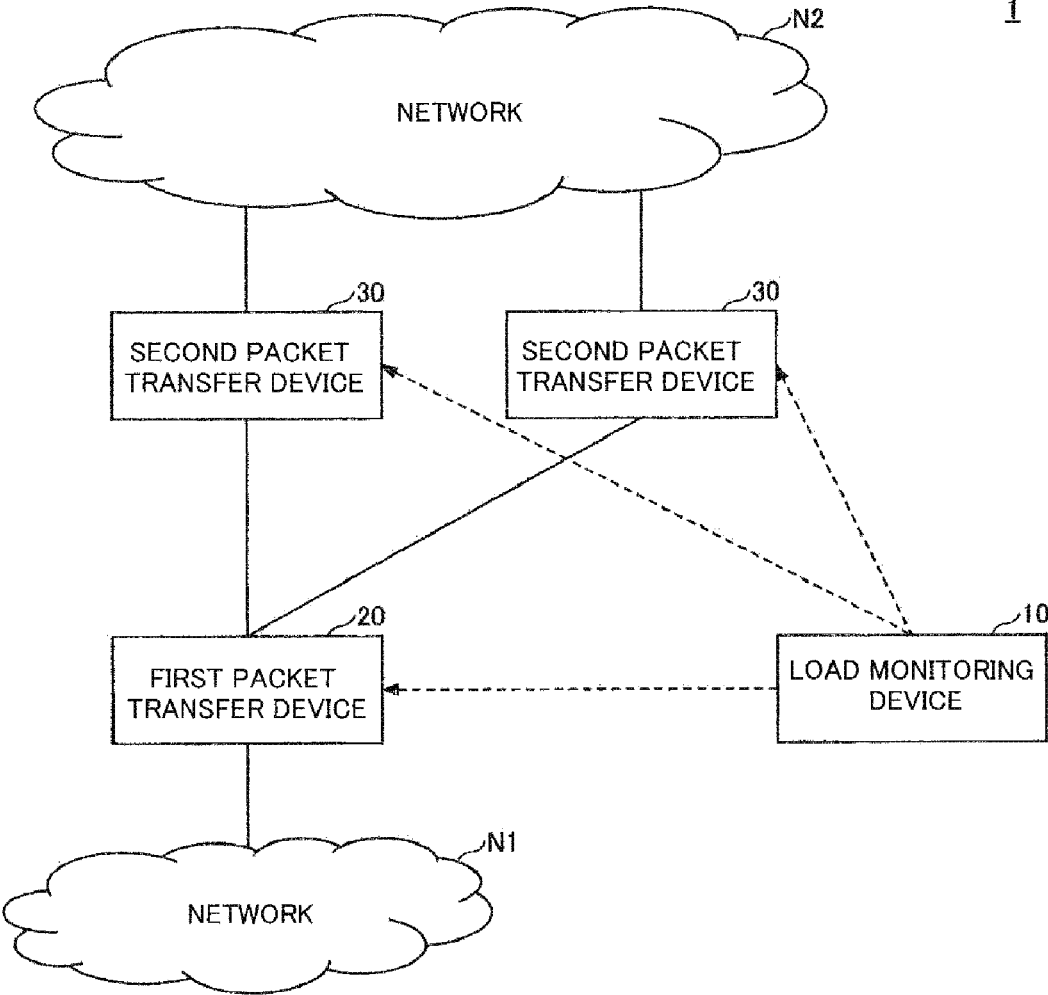 1
N2
NETWORK
30
30
SECOND PACKET
TRANSFER DEVICE
SECOND PACKET
TRANSFER DEVICE
20
10
FIRST PACKET
TRANSFER DEVICE
LOAD MONITORING
DEVICE
N1
NETWORK